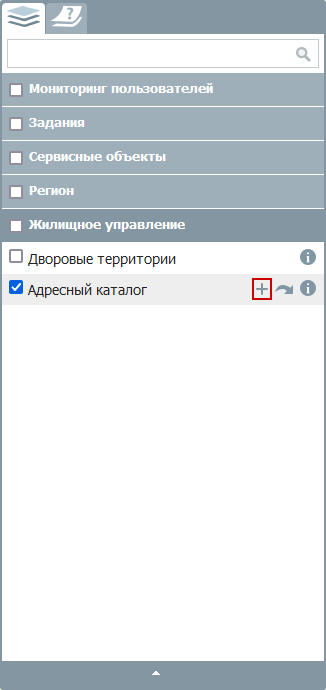 ?
Мониторинг пользователей
Задания
Сервисные объекты
Регион
Жилищное управление
Дворовые территории
Адресный каталог